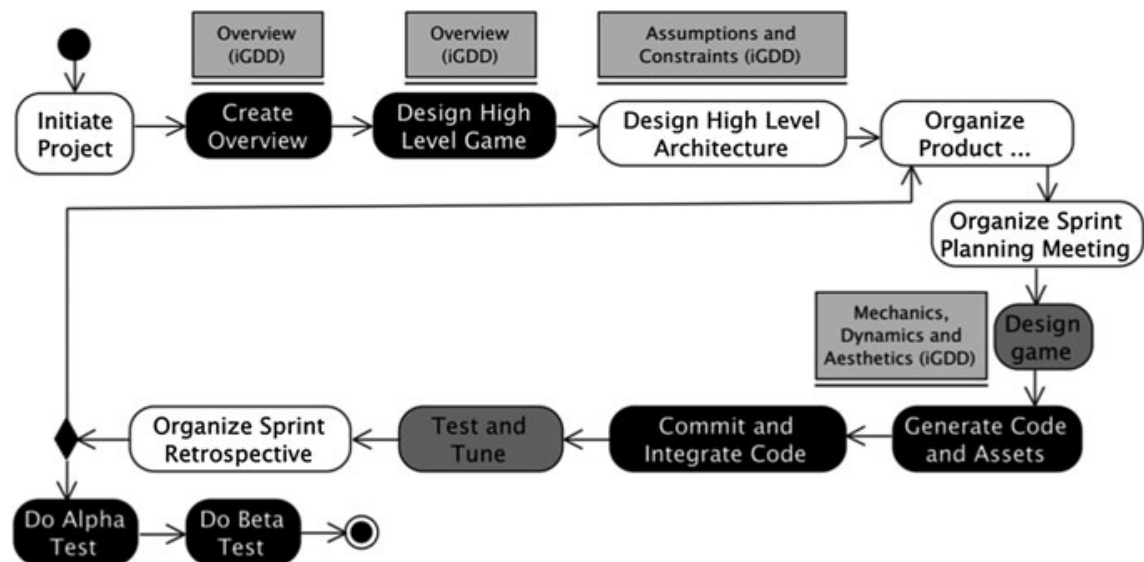 Overview
(iGDD)
Overview
(iGDD)
Assumptions and
Constraints (iGDD)
Initiate
Project
Create
Overview
Design High
Level Game
Design High Level
Architecture
Organize
Product ...
Organize Sprint
Planning Meeting
Mechanics,
Dynamics and
Aesthetics (iGDD)
Design
game
Generate Code
and Assets
Commit and
Integrate Code
Test and
Tune
Organize Sprint
Retrospective
Do Alpha
Test
Do Beta
Test